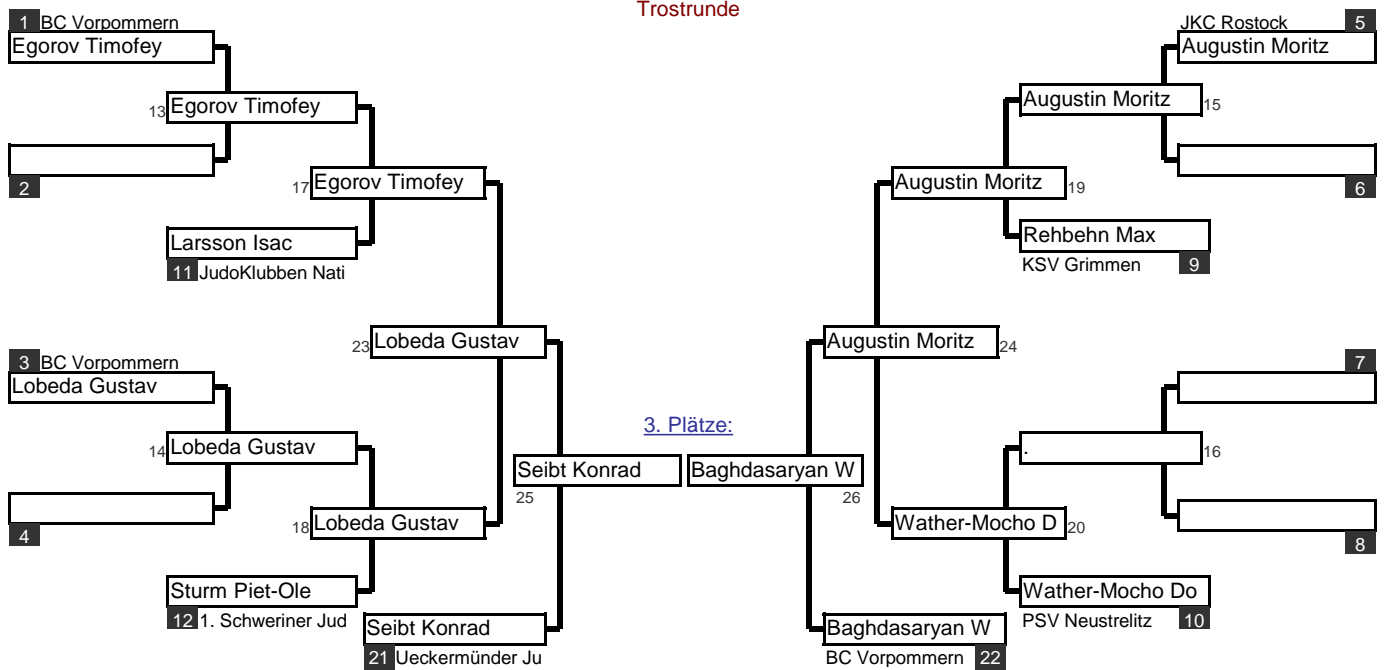 Trostrunde
1 BC Vorpommern
JKC Rostock 5
Egorov Timofey
Augustin Moritz
13 Egorov Timofey
Augustin Moritz 15
2
6
17 Egorov Timofey
Augustin Moritz 19
Larsson Isac
Rehbehn Max
11 JudoKlubben Nati
KSV Grimmen 9
23 Lobeda Gustav
Augustin Moritz 24
3 BC Vorpommern
7
Lobeda Gustav
3. Plätze:
14 Lobeda Gustav
. 16
Seibt Konrad
Baghdasaryan W
25
26
4
8
18 Lobeda Gustav
Wather-Mocho D 20
Sturm Piet-Ole
Wather-Mocho Do
12 1. Schweriner Jud
PSV Neustrelitz 10
Seibt Konrad
Baghdasaryan W
21 Ueckermünder Ju
BC Vorpommern 22